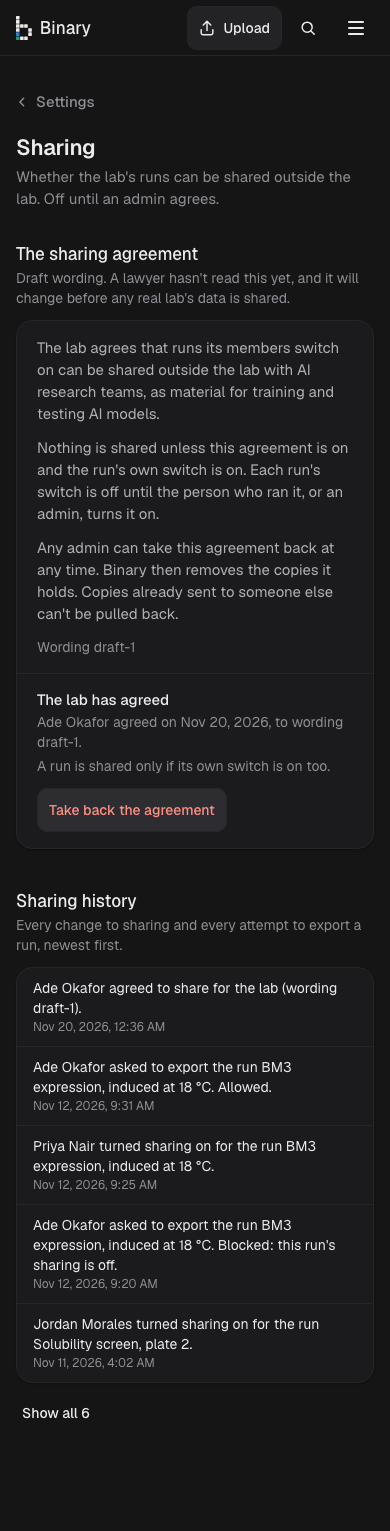 Binary
Upload
Settings
Sharing
Whether the lab's runs can be shared outside the
lab. Off until an admin agrees.
The sharing agreement
Draft wording. A lawyer hasn't read this yet, and it will
change before any real lab's data is shared.
The lab agrees that runs its members switch
on can be shared outside the lab with AI
research teams, as material for training and
testing AI models.
Nothing is shared unless this agreement is on
and the run's own switch is on. Each run's
switch is off until the person who ran it, or an
admin, turns it on.
Any admin can take this agreement back at
any time. Binary then removes the copies it
holds. Copies already sent to someone else
can't be pulled back.
Wording draft-1
The lab has agreed
Ade Okafor agreed on Nov 20, 2026, to wording
draft-1.
A run is shared only if its own switch is on too.
Take back the agreement
Sharing history
Every change to sharing and every attempt to export a
run, newest first.
Ade Okafor agreed to share for the lab (wording
draft-1).
Nov 20, 2026, 12:36 AM
Ade Okafor asked to export the run BM3
expression, induced at 18 °C. Allowed.
Nov 12, 2026, 9:31 AM
Priya Nair turned sharing on for the run BM3
expression, induced at 18 °C.
Nov 12, 2026, 9:25 AM
Ade Okafor asked to export the run BM3
expression, induced at 18 °C. Blocked: this run's
sharing is off.
Nov 12, 2026, 9:20 AM
Jordan Morales turned sharing on for the run
Solubility screen, plate 2.
Nov 11, 2026, 4:02 AM
Show all 6